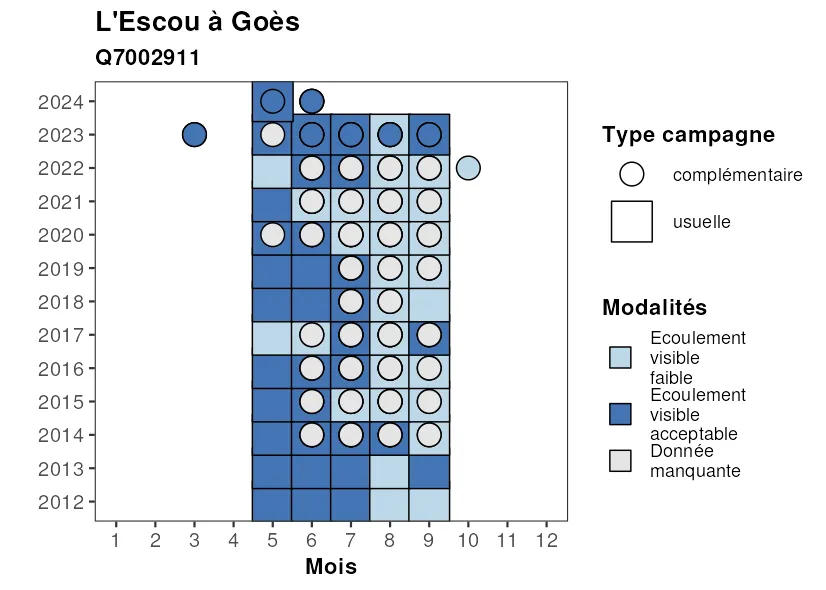 L'Escou à Goès
Q7002911
2024
2023
2022
2021
2020
2019
2018
2017
2016
2015
2014
2013
2012
1 2 3 4 5 6 7 8 9 10 11 12
Mois
Type campagne
complémentaire
usuelle
Modalités
Ecoulement
visible
faible
Ecoulement
visible
acceptable
Donnée
manquante